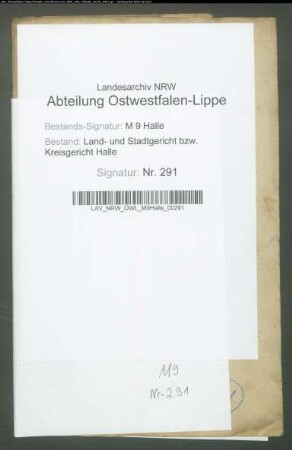 Landesarchiv NRW
Abteilung Ostwestfalen-Lippe
Bestands-Signatur: M 9 Halle
Bestand: Land- und Stadtgericht bzw.
Kreisgericht Halle
Signatur: Nr. 291
LAV_NRW_OWL_M9Halle_00291
M9
Nr. 291